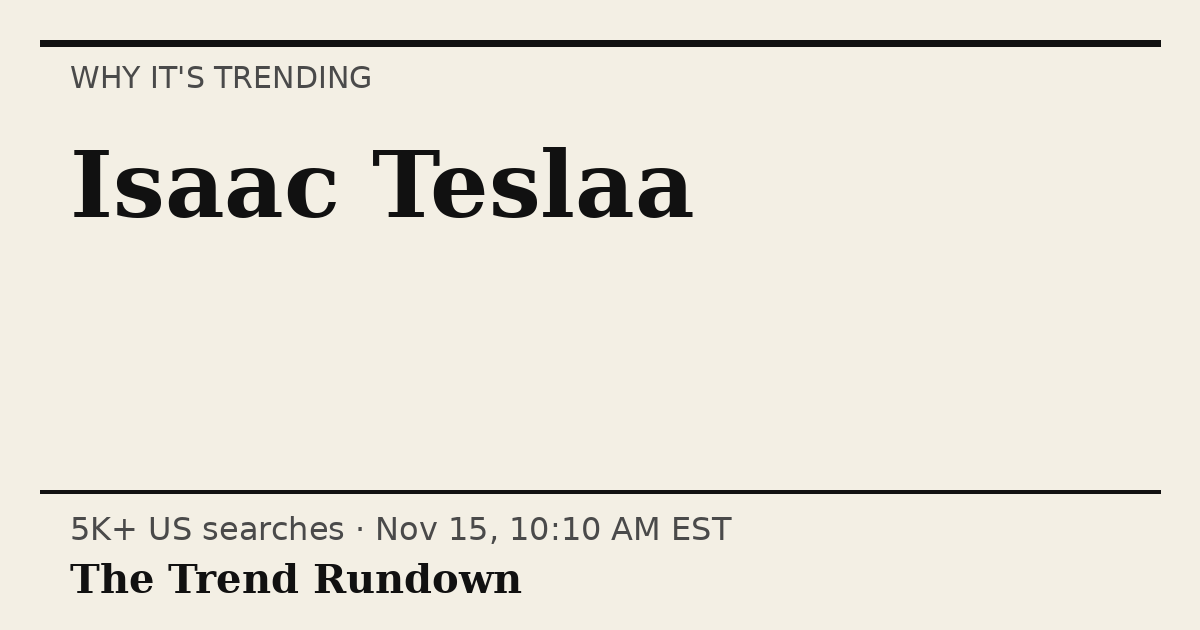 WHY IT'S TRENDING
Isaac Teslaa
5K+ US searches · Nov 15, 10:10 AM EST
The Trend Rundown